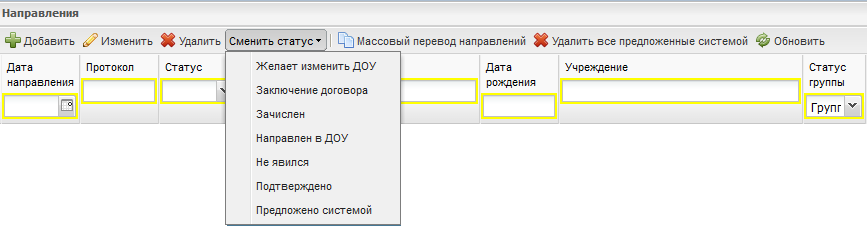 Направления
Добавить Изменить Удалить Сменить статус Массовый перевод направлений Удалить все предложенные системой Обновить
Дата направления Протокол Статус Дата рождения Учреждение Статус группы
Групг
Желает изменить ДОУ
Заключение договора
Зачислен
Направлен в ДОУ
Не явился
Подтверждено
Предложено системой